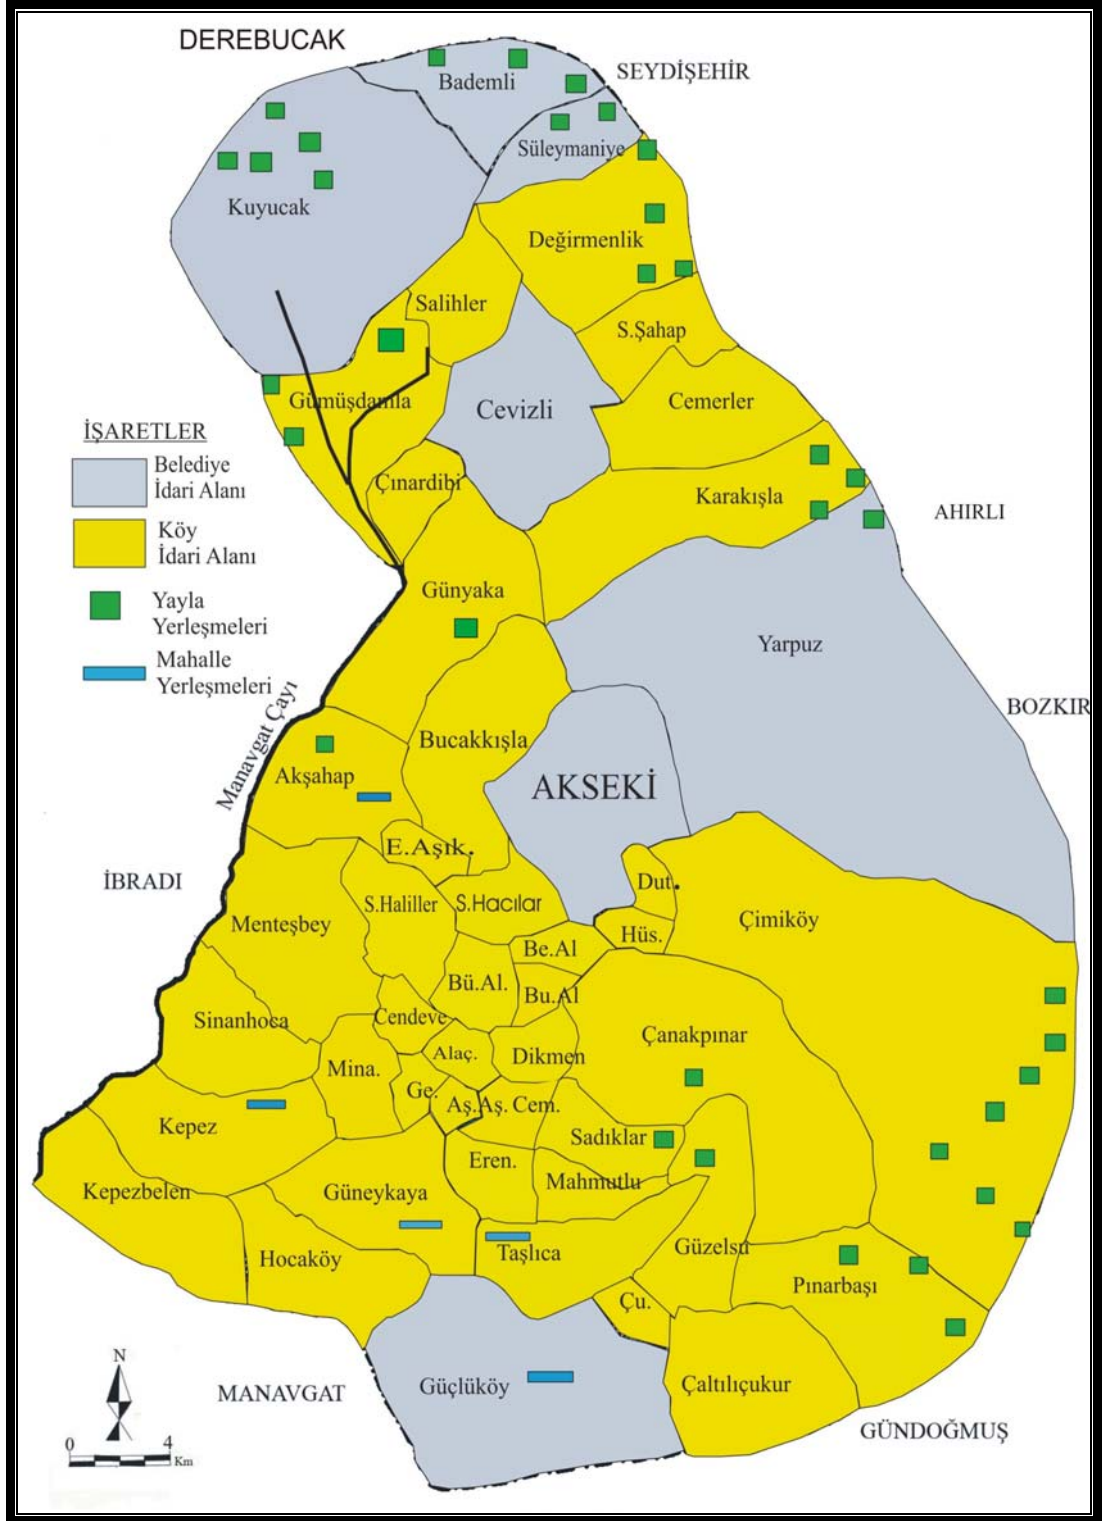 DEREBUCAK
SEYDİŞEHİR
Bademli
Süleymaniye
Kuyucak
Değirmenlik
Salihler
S.Şahap
Gümüşdamla
Cevizli
Cemerler
İŞARETLER
Belediye
İdari Alanı
Köy
İdari Alanı
Yayla
Yerleşmeleri
Mahalle
Yerleşmeleri
Çınardibi
Karakışla
AHIRLI
Günyaka
Yarpuz
BOZKIR
Manavgat Çayı
Bucakkışla
Akşahap
AKSEKİ
E.Aşık.
İBRADI
Dut.
S.Haliller
S.Hacılar
Menteşbey
Çimiköy
Hüs.
Be.Al
Bü.Al.
Bu.Al
Sinanhoca
Cendeve
Çanakpınar
Alaç.
Dikmen
Mina.
Ge.
Aş.Aş. Cem.
Kepez
Sadıklar
Eren.
Mahmutlu
Kepezbelen
Güneykaya
Güzelsu
Taşlıca
Hocaköy
Pınarbaşı
Çu.
Güçlüköy
Çaltılıçukur
MANAVGAT
GÜNDOĞMUŞ
N
0 4
Km